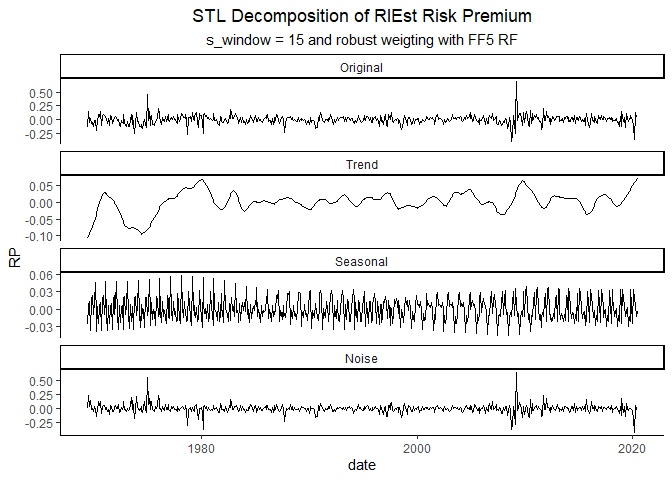 STL Decomposition of RlEst Risk Premium
s_window = 15 and robust weigting with FF5 RF
Original
0.50
0.25
0.00
-0.25
Trend
0.05
0.00
-0.05
-0.10
Seasonal
0.06
0.03
0.00
-0.03
Noise
0.50
0.25
0.00
-0.25
RP
1980
2000
2020
date